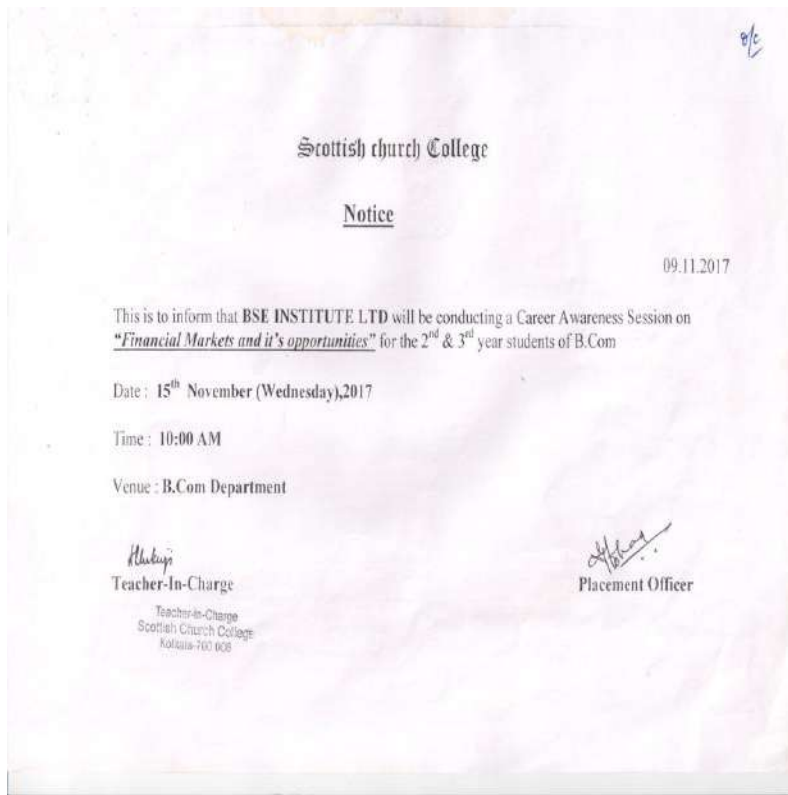 o/c
Scottish church College
Notice
09.11.2017
This is to inform that BSE INSTITUTE LTD will be conducting a Career Awareness Session on
“Financial Markets and it's opportunities” for the 2nd & 3rd year students of B.Com
Date : 15th November (Wednesday),2017
Time : 10:00 AM
Venue : B.Com Department
Teacher-In-Charge
Placement Officer
Teacher-In-Charge
Scottish Church College
Kolkata-700 006